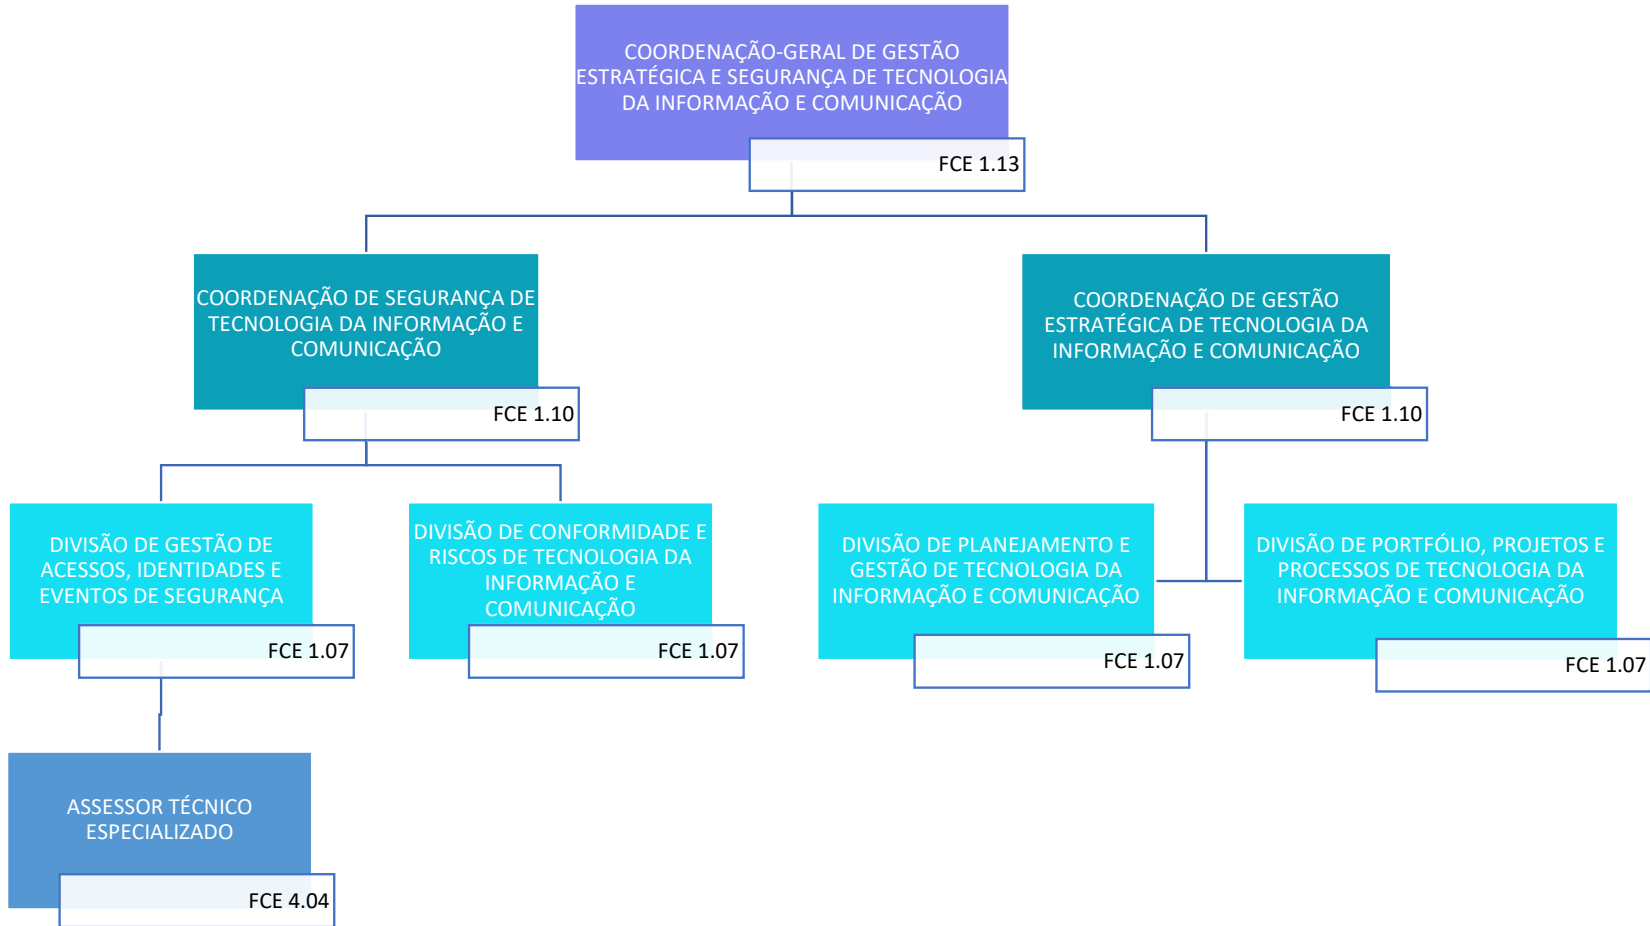 COORDENAÇÃO-GERAL DE GESTÃO
ESTRATÉGICA E SEGURANÇA DE TECNOLOGIA
DA INFORMAÇÃO E COMUNICAÇÃO
FCE 1.13
COORDENAÇÃO DE SEGURANÇA DE
TECNOLOGIA DA INFORMAÇÃO E
COMUNICAÇÃO
FCE 1.10
COORDENAÇÃO DE GESTÃO
ESTRATÉGICA DE TECNOLOGIA DA
INFORMAÇÃO E COMUNICAÇÃO
FCE 1.10
DIVISÃO DE GESTÃO DE
ACESSOS, IDENTIDADES E
EVENTOS DE SEGURANÇA
FCE 1.07
DIVISÃO DE CONFORMIDADE E
RISCOS DE TECNOLOGIA DA
INFORMAÇÃO E
COMUNICAÇÃO
FCE 1.07
DIVISÃO DE PLANEJAMENTO E
GESTÃO DE TECNOLOGIA DA
INFORMAÇÃO E COMUNICAÇÃO
FCE 1.07
DIVISÃO DE PORTFÓLIO, PROJETOS E
PROCESSOS DE TECNOLOGIA DA
INFORMAÇÃO E COMUNICAÇÃO
FCE 1.07
ASSESSOR TÉCNICO
ESPECIALIZADO
FCE 4.04